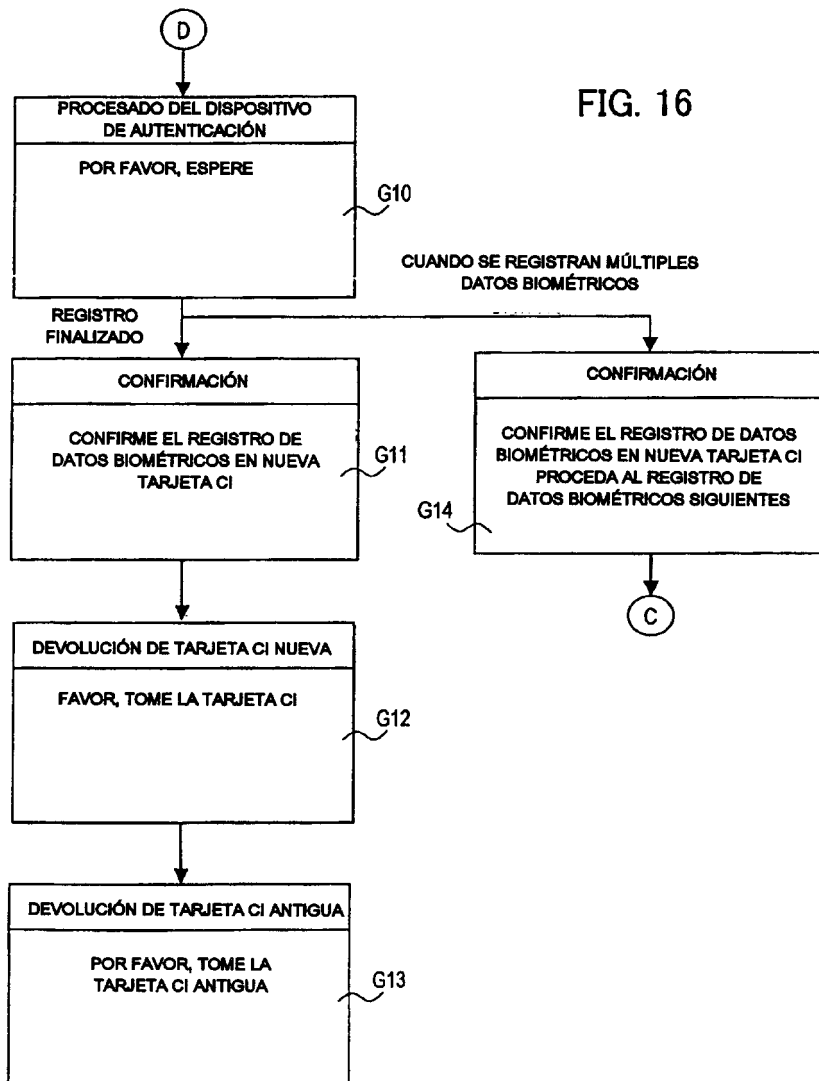 D
FIG. 16
PROCESADO DEL DISPOSITIVO
DE AUTENTICACIÓN
POR FAVOR, ESPERE
G10
CUANDO SE REGISTRAN MÚLTIPLES
DATOS BIOMÉTRICOS
REGISTRO
FINALIZADO
CONFIRMACIÓN
CONFIRME EL REGISTRO DE
DATOS BIOMÉTRICOS EN NUEVA
TARJETA CI
G11
CONFIRMACIÓN
CONFIRME EL REGISTRO DE DATOS
BIOMÉTRICOS EN NUEVA TARJETA CI
PROCEDA AL REGISTRO DE
DATOS BIOMÉTRICOS SIGUIENTES
G14
C
DEVOLUCIÓN DE TARJETA CI NUEVA
FAVOR, TOME LA TARJETA CI
G12
DEVOLUCIÓN DE TARJETA CI ANTIGUA
POR FAVOR, TOME LA
TARJETA CI ANTIGUA
G13